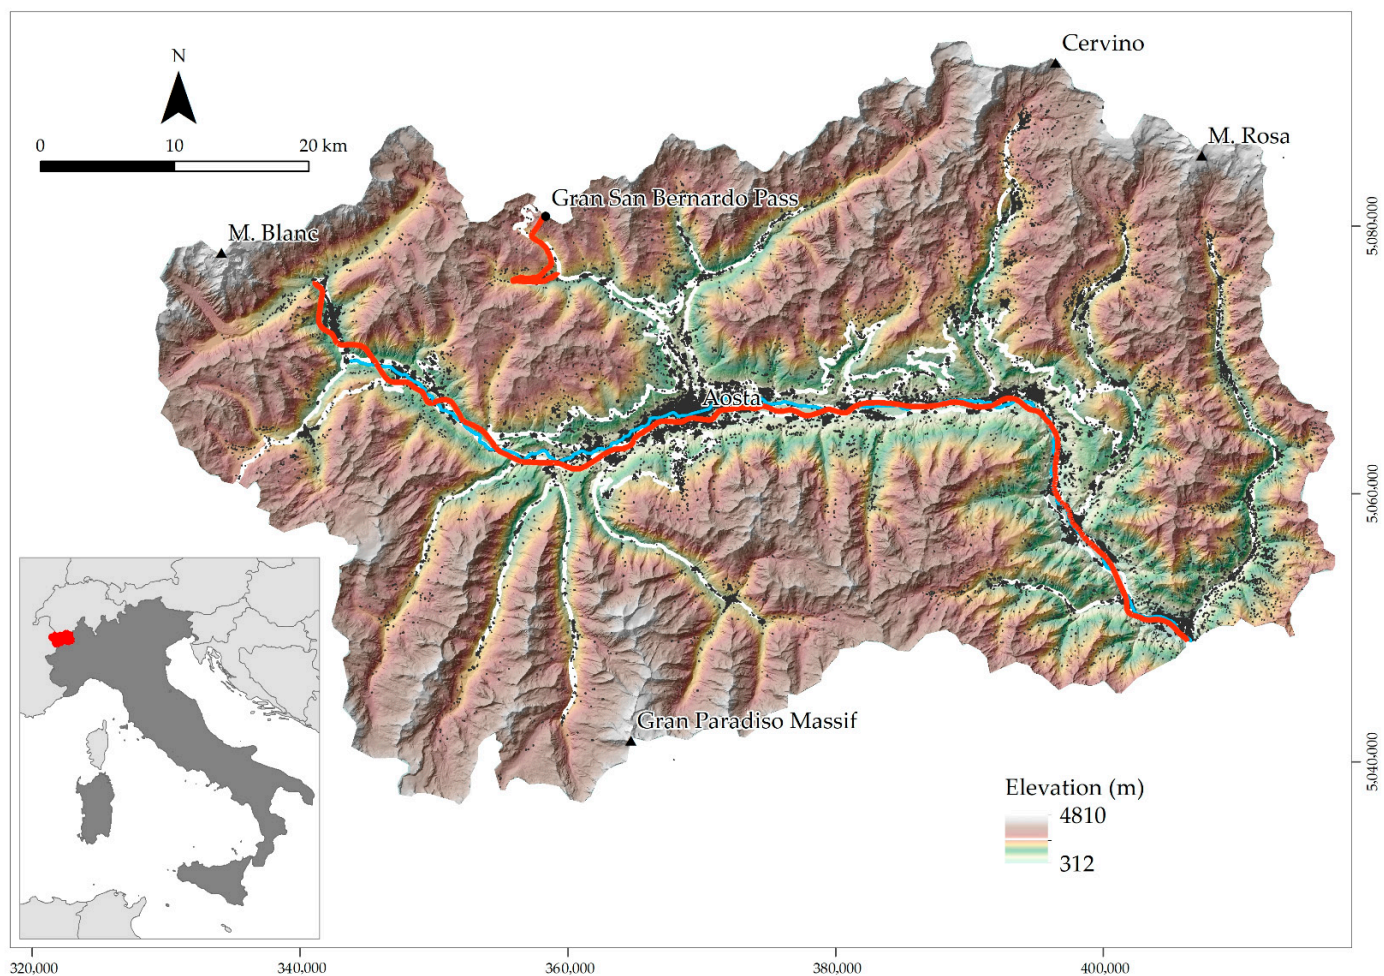 Cervino
N
0 10 20 km
M. Rosa
Gran San Bernardo Pass
M. Blanc
5.080.000
Aosta
5.060.000
Gran Paradiso Massif
5.040.000
Elevation (m)
4810
312
320.000 340.000 360.000 380.000 400.000